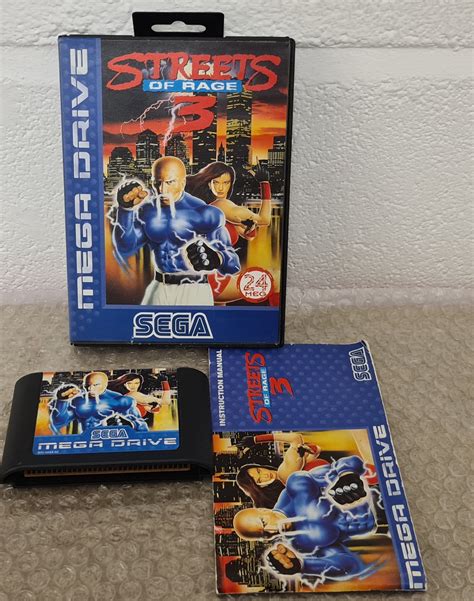 STREETS
OF RAGE
3
MEGA DRIVE
24
MEG
SEGA
SEGA
MEGA DRIVE
INSTRUCTION MANUAL
STREETS
OF RAGE
3
SEGA
MEGA DRIVE